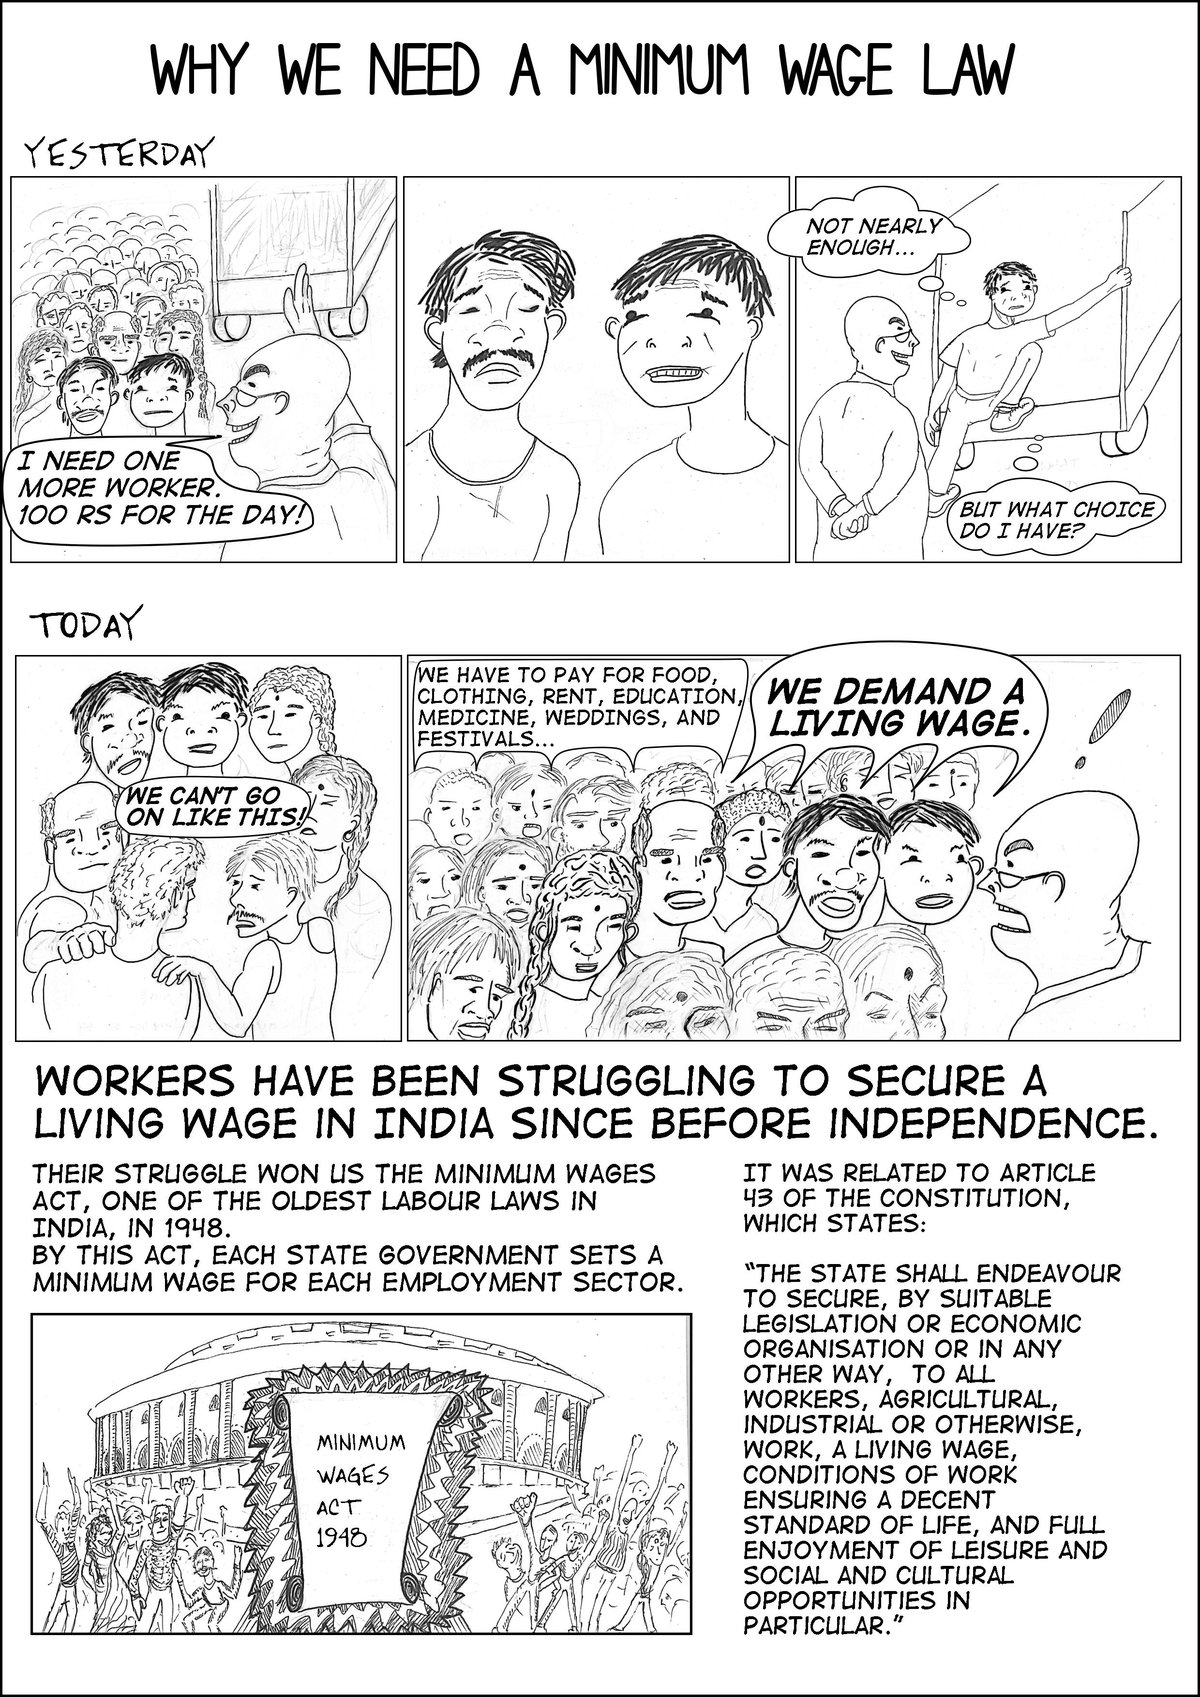 WHY WE NEED A MINIMUM WAGE LAW
YESTERDAY
I NEED ONE
MORE WORKER.
100 RS FOR THE DAY!
NOT NEARLY
ENOUGH...
BUT WHAT CHOICE
DO I HAVE?
TODAY
WE CAN'T GO
ON LIKE THIS!
WE HAVE TO PAY FOR FOOD,
CLOTHING, RENT, EDUCATION,
MEDICINE, WEDDINGS, AND
FESTIVALS...
WE DEMAND A
LIVING WAGE.
!
WORKERS HAVE BEEN STRUGGLING TO SECURE A
LIVING WAGE IN INDIA SINCE BEFORE INDEPENDENCE.
THEIR STRUGGLE WON US THE MINIMUM WAGES
ACT, ONE OF THE OLDEST LABOUR LAWS IN
INDIA, IN 1948.
BY THIS ACT, EACH STATE GOVERNMENT SETS A
MINIMUM WAGE FOR EACH EMPLOYMENT SECTOR.
MINIMUM
WAGES
ACT
1948
IT WAS RELATED TO ARTICLE
43 OF THE CONSTITUTION,
WHICH STATES:
"THE STATE SHALL ENDEAVOUR
TO SECURE, BY SUITABLE
LEGISLATION OR ECONOMIC
ORGANISATION OR IN ANY
OTHER WAY, TO ALL
WORKERS, AGRICULTURAL,
INDUSTRIAL OR OTHERWISE,
WORK, A LIVING WAGE,
CONDITIONS OF WORK
ENSURING A DECENT
STANDARD OF LIFE, AND FULL
ENJOYMENT OF LEISURE AND
SOCIAL AND CULTURAL
OPPORTUNITIES IN
PARTICULAR."